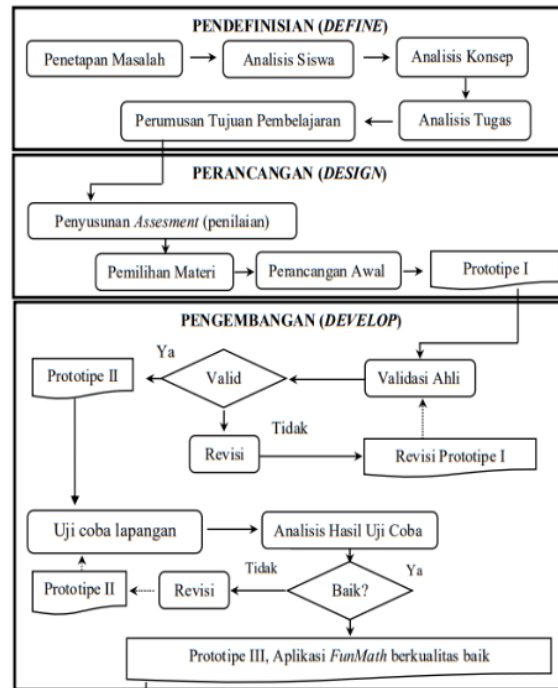 PENDEFINISIAN (DEFINE)
Penetapan Masalah
Analisis Siswa
Analisis Konsep
Perumusan Tujuan Pembelajaran
Analisis Tugas
PERANCANGAN (DESIGN)
Penyusunan Assesment (penilaian)
Pemilihan Materi
Perancangan Awal
Prototipe I
PENGEMBANGAN (DEVELOP)
Ya
Prototipe II
Valid
Validasi Ahli
Tidak
Revisi
Revisi Prototipe I
Uji coba lapangan
Analisis Hasil Uji Coba
Tidak
Ya
Prototipe II
Revisi
Baik?
Prototipe III, Aplikasi FunMath berkualitas baik